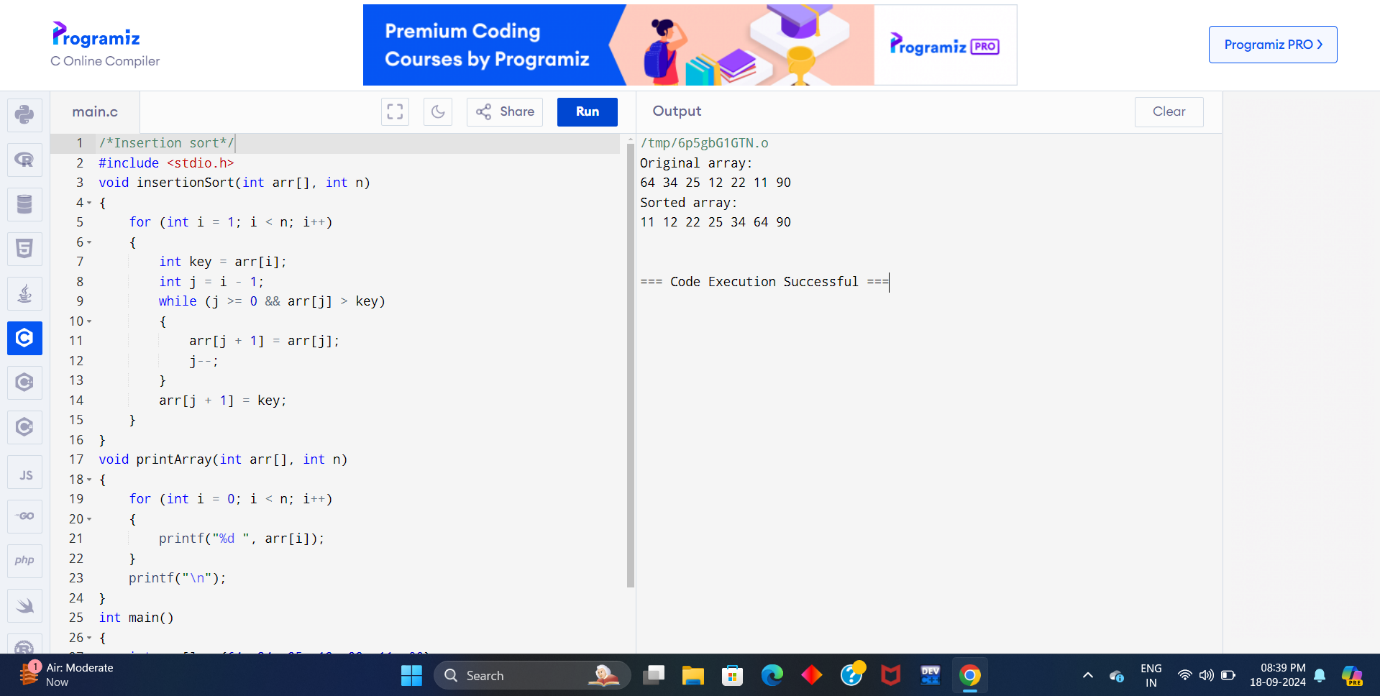 Programiz
C Online Compiler
Premium Coding
Courses by Programiz
Programiz PRO
Programiz PRO >
main.c
Share
Run
Output
Clear
1 /*Insertion sort*/
2 #include <stdio.h>
3 void insertionSort(int arr[], int n)
4 {
5 for (int i = 1; i < n; i++)
6 {
7 int key = arr[i];
8 int j = i - 1;
9 while (j >= 0 && arr[j] > key)
10 {
11 arr[j + 1] = arr[j];
12 j--;
13 }
14 arr[j + 1] = key;
15 }
16 }
17 void printArray(int arr[], int n)
18 {
19 for (int i = 0; i < n; i++)
20 {
21 printf("%d ", arr[i]);
22 }
23 printf("\n");
24 }
25 int main()
26 {
/tmp/6p5gbG1GTN.o
Original array:
64 34 25 12 22 11 90
Sorted array:
11 12 22 25 34 64 90
=== Code Execution Successful ===
JS
GO
php
1
Air: Moderate
Now
Search
DEV
ENG
IN
08:39 PM
18-09-2024
PRE